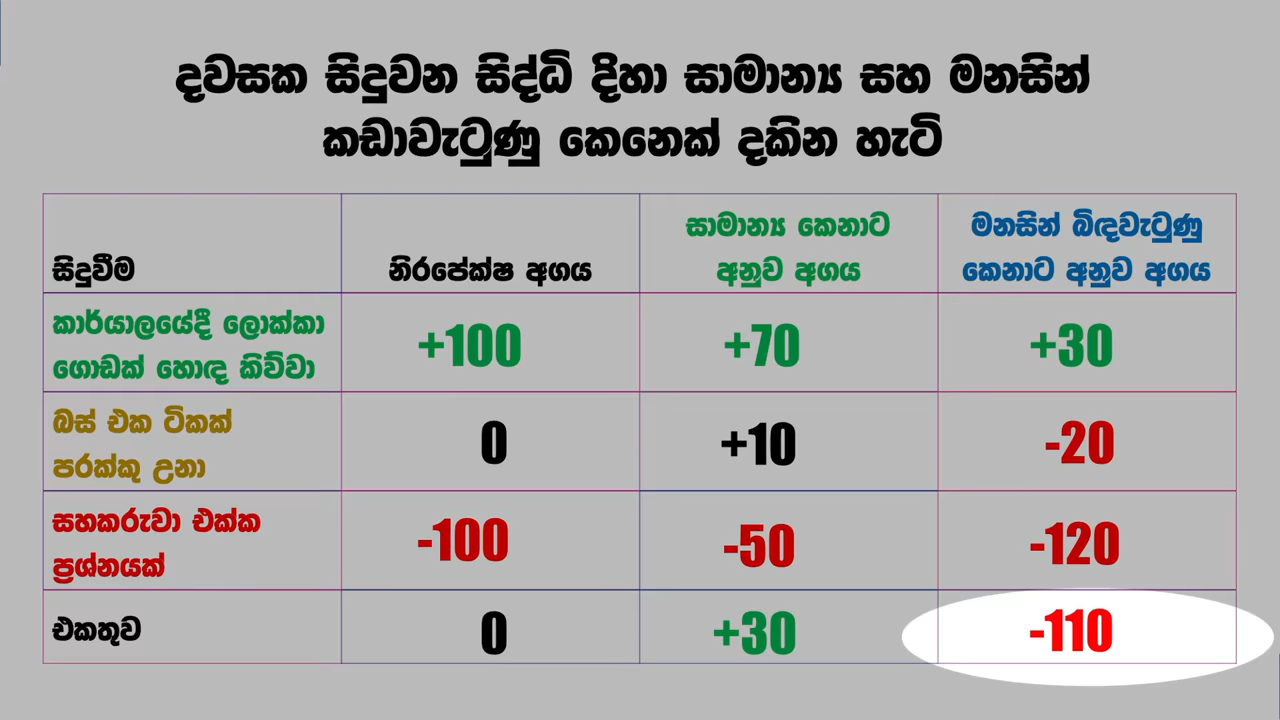 දවසක සිදුවන සිද්ධි දිහා සාමාන්‍ය සහ මනසින්
කඩාවැටුණු කෙනෙක් දකින හැටි
සිදුවීම
නිරපේක්ෂ අගය
සාමාන්‍ය කෙනාට
අනුව අගය
මනසින් බිඳවැටුණු
කෙනාට අනුව අගය
කාර්යාලයේදී ලොක්කා
ගොඩක් හොඳ කිව්වා
+100
+70
+30
බස් එක ටිකක්
පරක්කු උනා
0
+10
-20
සහකරුවා එක්ක
ප්‍රශ්නයක්
-100
-50
-120
එකතුව
0
+30
-110